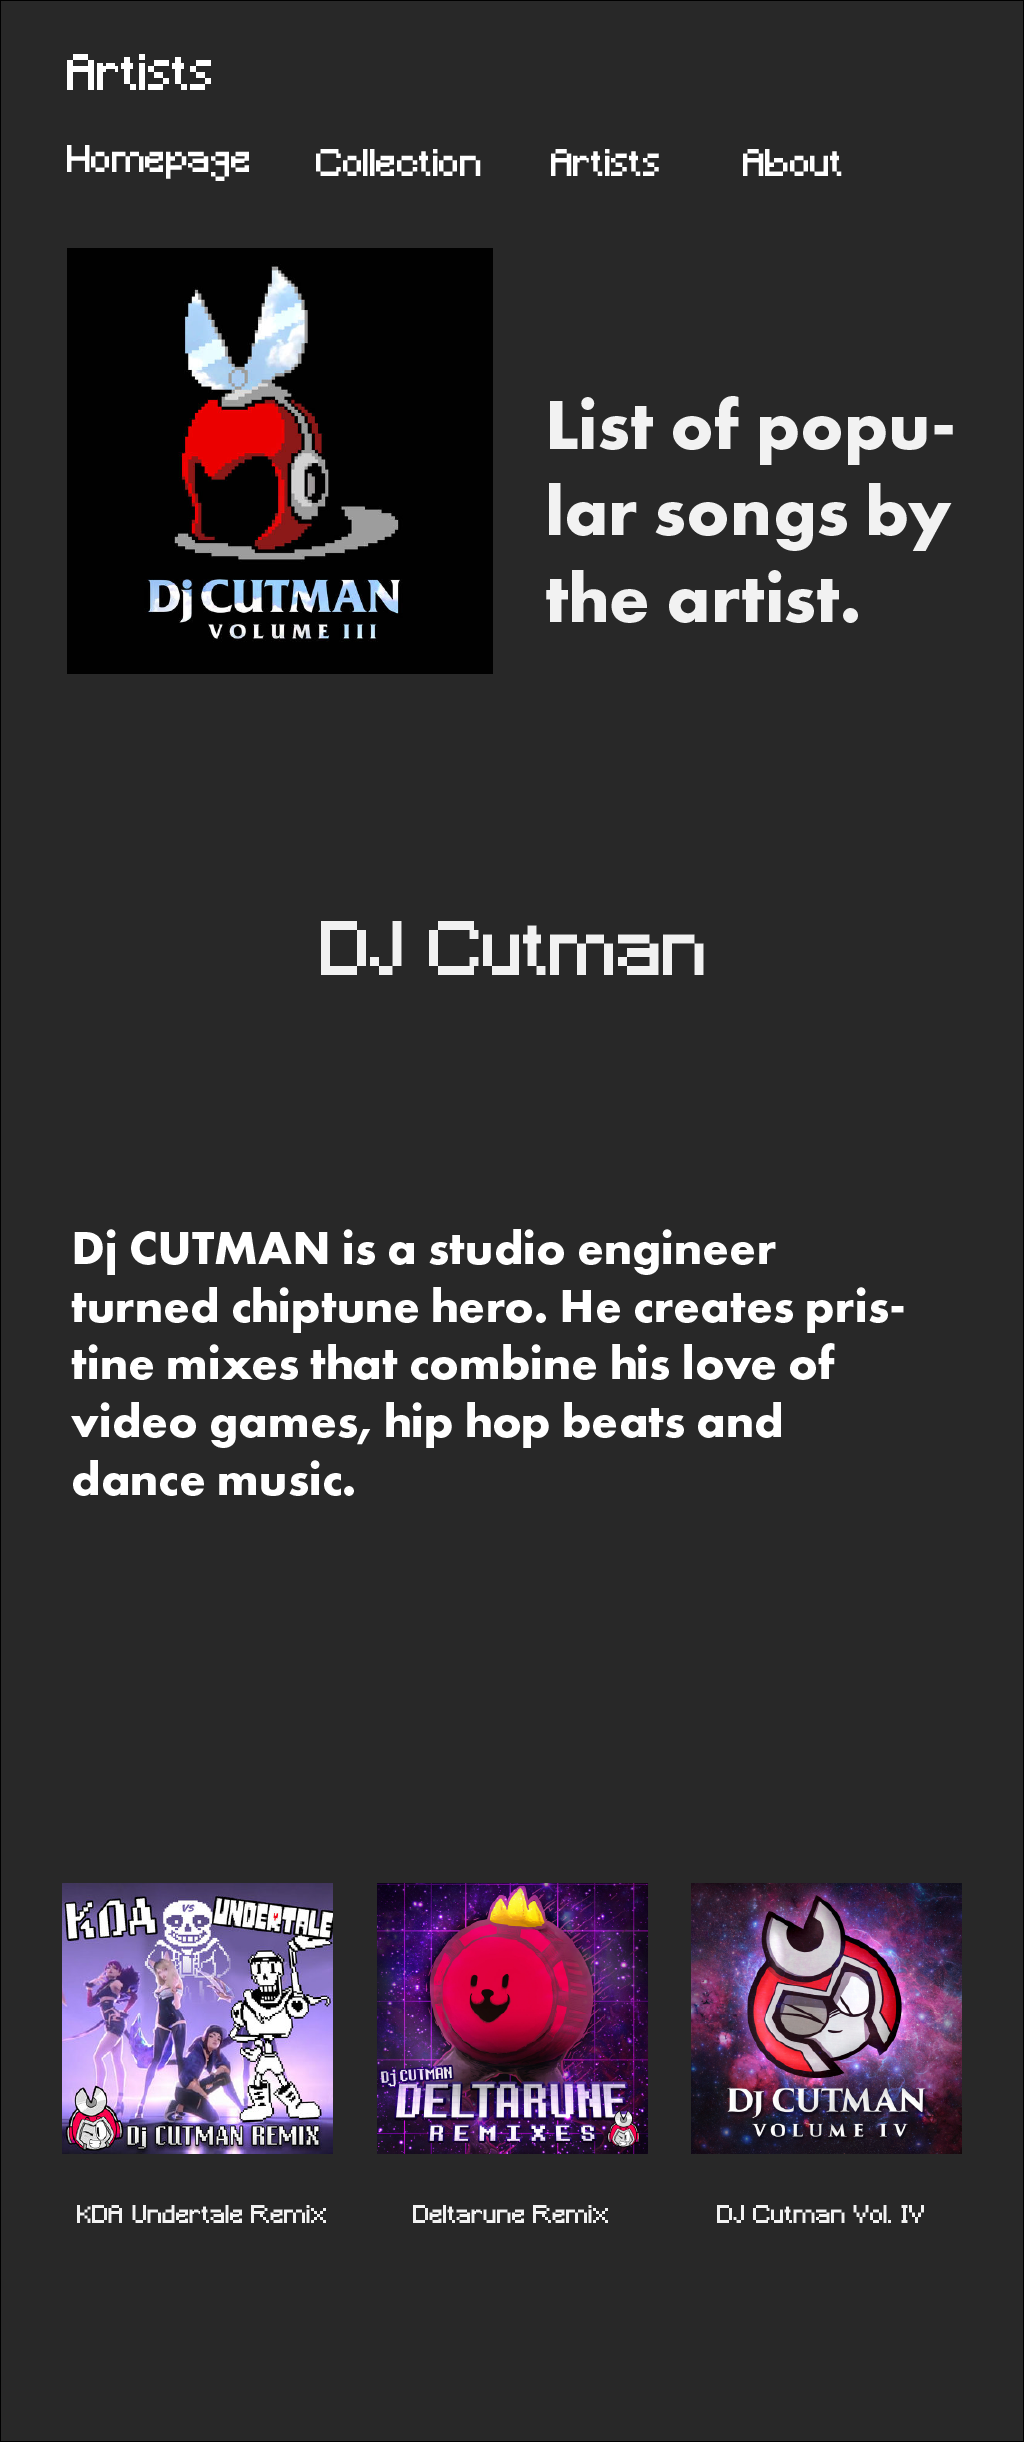 Artists
Homepage Collection Artists About
Dj CUTMAN
VOLUME III
List of popu-
lar songs by
the artist.
DJ Cutman
Dj CUTMAN is a studio engineer
turned chiptune hero. He creates pris-
tine mixes that combine his love of
video games, hip hop beats and
dance music.
KDA VS UNDERTALE
Dj CUTMAN REMIX
Dj CUTMAN
DELTARUNE
REMIXES
Dj CUTMAN
VOLUME IV
KDA Undertale Remix
Deltarune Remix
DJ Cutman Vol. IV